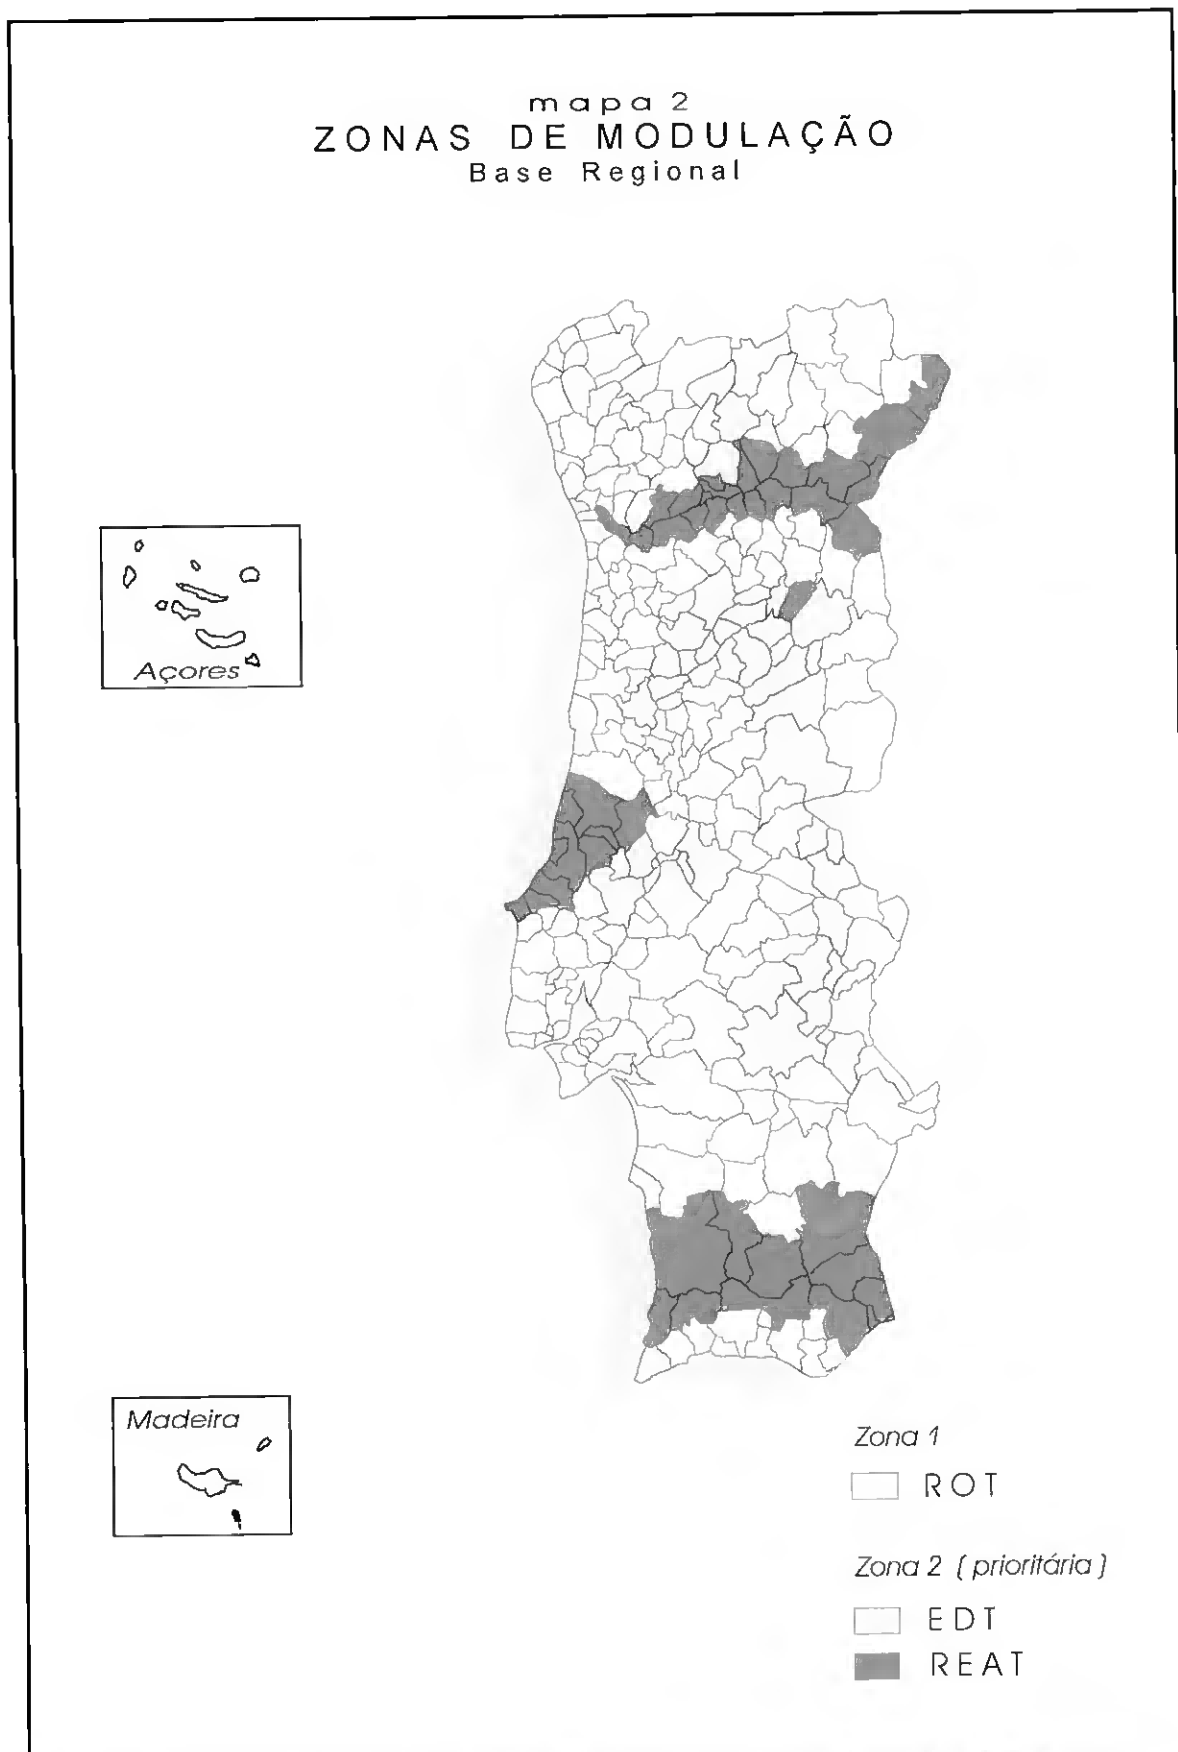 mapa 2
ZONAS DE MODULAÇÃO
Base Regional
Açores
Madeira
Zona 1
ROT
Zona 2 (prioritária)
EDT
REAT